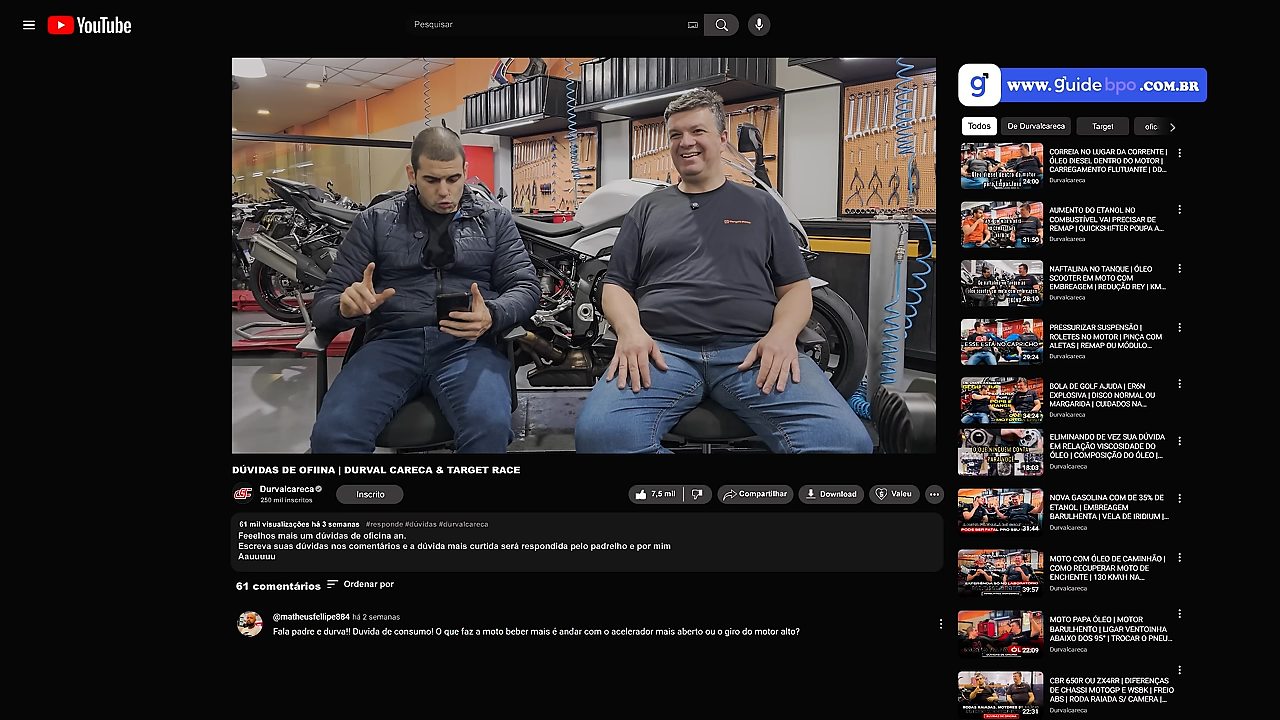 YouTube
Pesquisar
www.guidebpo.com.br
Todos
De Durvalcareca
Target
ofic
CORREIA NO LUGAR DA CORRENTE |
ÓLEO DIESEL DENTRO DO MOTOR |
CARREGAMENTO FLUTUANTE | DD...
Durvalcareca
24:00
AUMENTO DO ETANOL NO
COMBUSTÍVEL VAI PRECISAR DE
REMAP | QUICKSHIFTER POUPA A...
Durvalcareca
31:50
NAFTALINA NO TANQUE | ÓLEO
SCOOTER EM MOTO COM
EMBREAGEM | REDUÇÃO REY | KM...
Durvalcareca
28:10
PRESSURIZAR SUSPENSÃO |
ROLETES NO MOTOR | PINÇA COM
ALETAS | REMAP OU MÓDULO...
Durvalcareca
ESSE ESTÁ NO CAPRICHO
29:24
BOLA DE GOLF AJUDA | ER6N
EXPLOSIVA | DISCO NORMAL OU
MARGARIDA | CUIDADOS NA...
Durvalcareca
34:24
ELIMINANDO DE VEZ SUA DÚVIDA
EM RELAÇÃO VISCOSIDADE DO
ÓLEO | COMPOSIÇÃO DO ÓLEO |...
Durvalcareca
O QUE NINGUÉM CONTA
18:03
NOVA GASOLINA COM DE 35% DE
ETANOL | EMBREAGEM
BARULHENTA | VELA DE IRIDIUM |...
Durvalcareca
31:44
MOTO COM ÓLEO DE CAMINHÃO |
COMO RECUPERAR MOTO DE
ENCHENTE | 130 KM/H NA...
Durvalcareca
39:57
MOTO PAPA ÓLEO | MOTOR
BARULHENTO | LIGAR VENTOINHA
ABAIXO DOS 95° | TROCAR O PNEU...
Durvalcareca
22:09
CBR 650R OU ZX4RR | DIFERENÇAS
DE CHASSI MOTOGP E WSBK | FREIO
ABS | RODA RAIADA S/ CAMERA |...
Durvalcareca
22:31
DÚVIDAS DE OFIINA | DURVAL CARECA & TARGET RACE
Durvalcareca
250 mil inscritos
Inscrito
7,5 mil
Compartilhar
Download
Valeu
61 mil visualizações há 3 semanas #responde #dúvidas #durvalcareca
Feeelhos mais um dúvidas de oficina an.
Escreva suas dúvidas nos comentários e a dúvida mais curtida será respondida pelo padrelho e por mim
Aauuuuu
61 comentários
Ordenar por
@matheusfellipe884 há 2 semanas
Fala padre e durva!! Duvida de consumo! O que faz a moto beber mais é andar com o acelerador mais aberto ou o giro do motor alto?